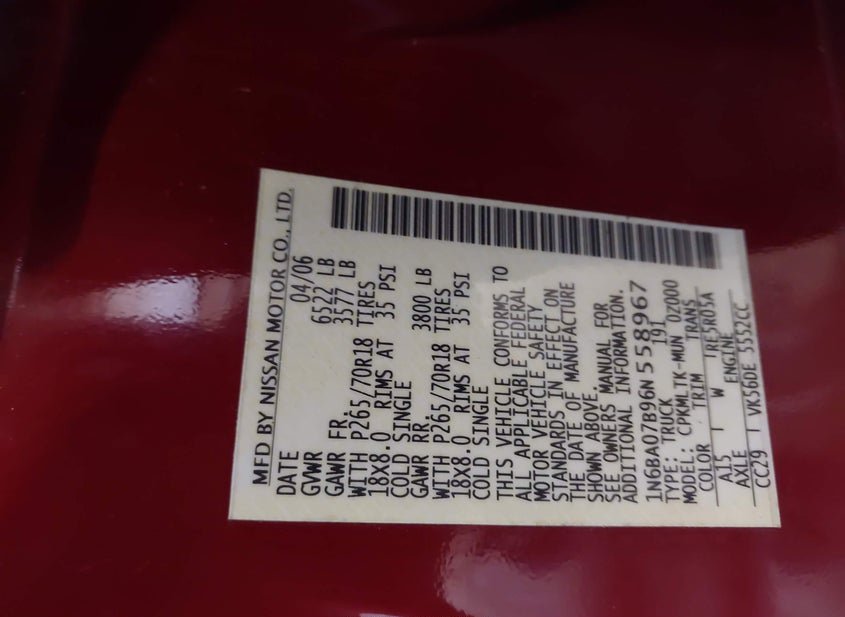 MFD BY NISSAN MOTOR CO., LTD.
DATE 04/06
GVWR 6522 LB
GAWR FR. 3577 LB
WITH P265/70R18 TIRES
18X8.0 RIMS AT 35 PSI
COLD SINGLE
GAWR RR. 3800 LB
WITH P265/70R18 TIRES
18X8.0 RIMS AT 35 PSI
COLD SINGLE
THIS VEHICLE CONFORMS TO
ALL APPLICABLE FEDERAL
MOTOR VEHICLE SAFETY
STANDARDS IN EFFECT ON
THE DATE OF MANUFACTURE
SHOWN ABOVE.
SEE OWNERS MANUAL FOR
ADDITIONAL INFORMATION.
1N6BA07B96N558967
TYPE: TRUCK 191
MODEL: CPKMLTK-MUN DZ000
COLOR TRIM TRANS
A15 W RE5R05A
AXLE ENGINE
CC29 VK56DE 5552CC